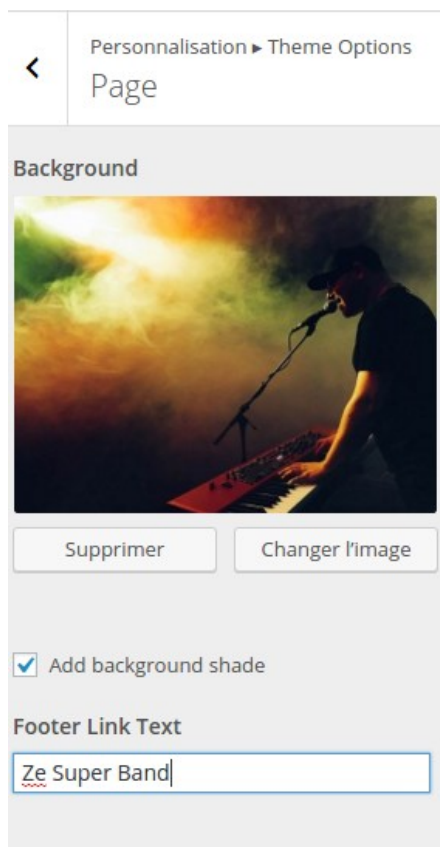 Personnalisation ▸ Theme Options
Page
Background
Supprimer
Changer l'image
Add background shade
Footer Link Text
Ze Super Band